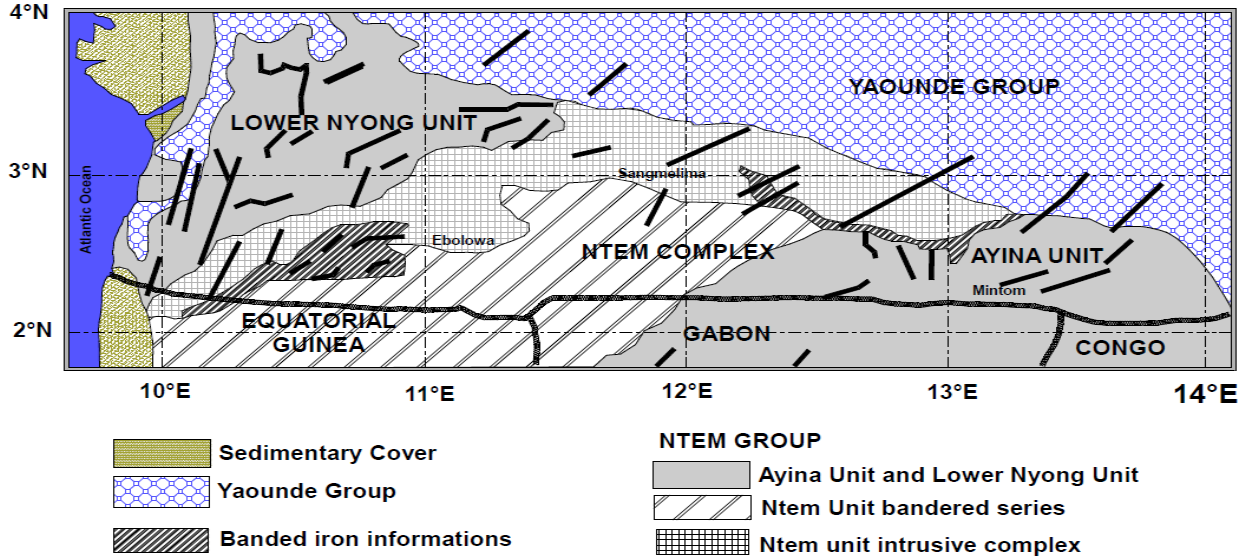 4°N
YAOUNDE GROUP
LOWER NYONG UNIT
3°N
Sangmelima
Atlantic Ocean
Ebolowa
NTEM COMPLEX
AYINA UNIT
Mintom
2°N
EQUATORIAL
GUINEA
GABON
CONGO
10°E
11°E
12°E
13°E
14°E
Sedimentary Cover
Yaounde Group
Banded iron informations
NTEM GROUP
Ayina Unit and Lower Nyong Unit
Ntem Unit bandered series
Ntem unit intrusive complex